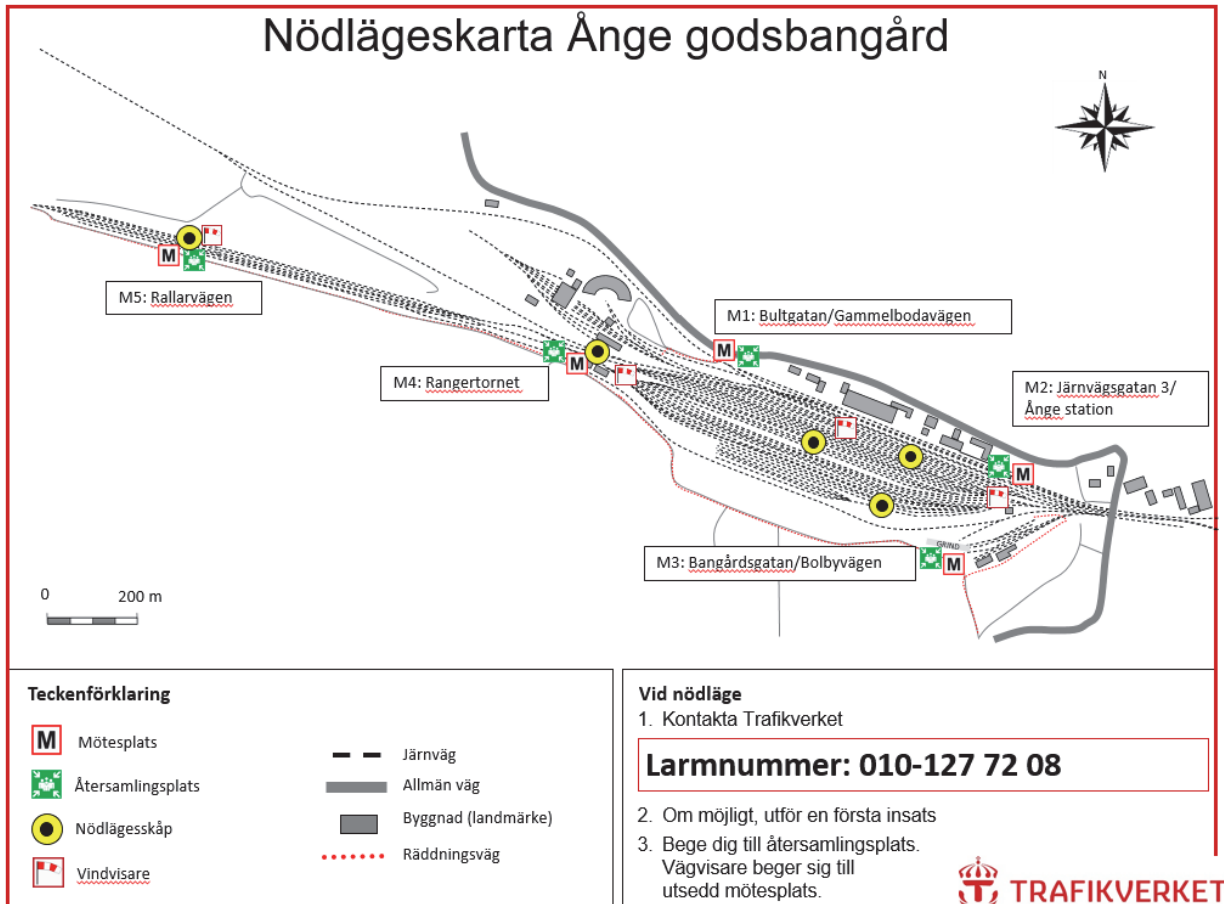 Nödlägeskarta Ånge godsbangård
N
M5: Rallarvägen
M
M1: Bultgatan/Gammelbodavägen
M
M4: Rangertornet
M
M2: Järnvägsgatan 3/
Ånge station
M
M3: Bangårdsgatan/Bolbyvägen
GRIND
M
0 200 m
Teckenförklaring
M Mötesplats
Återsamlingsplats
Nödlägesskåp
Vindvisare
Järnväg
Allmän väg
Byggnad (landmärke)
Räddningsväg
Vid nödläge
1. Kontakta Trafikverket
Larmnummer: 010-127 72 08
2. Om möjligt, utför en första insats
3. Bege dig till återsamlingsplats.
Vägvisare beger sig till
utsedd mötesplats.
TRAFIKVERKET